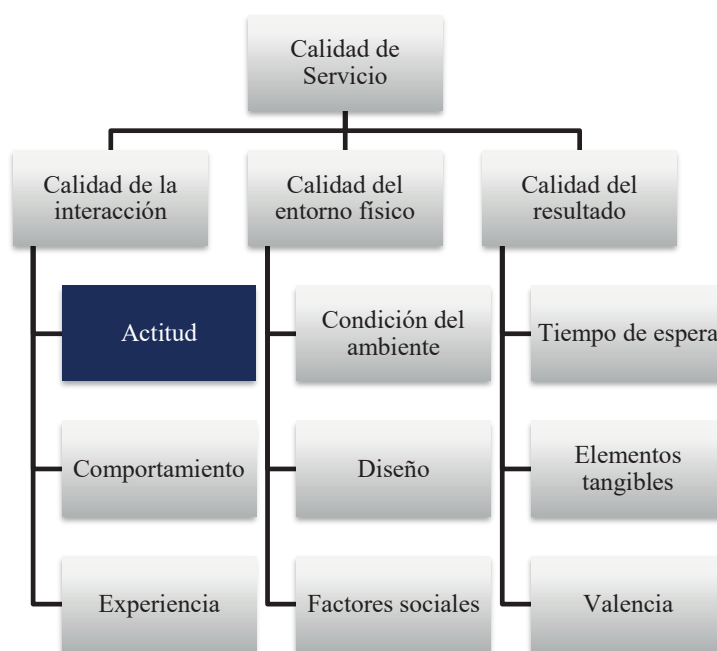 Calidad de
Servicio
Calidad de la
interacción
Calidad del
entorno físico
Calidad del
resultado
Actitud
Condición del
ambiente
Tiempo de espera
Comportamiento
Diseño
Elementos
tangibles
Experiencia
Factores sociales
Valencia